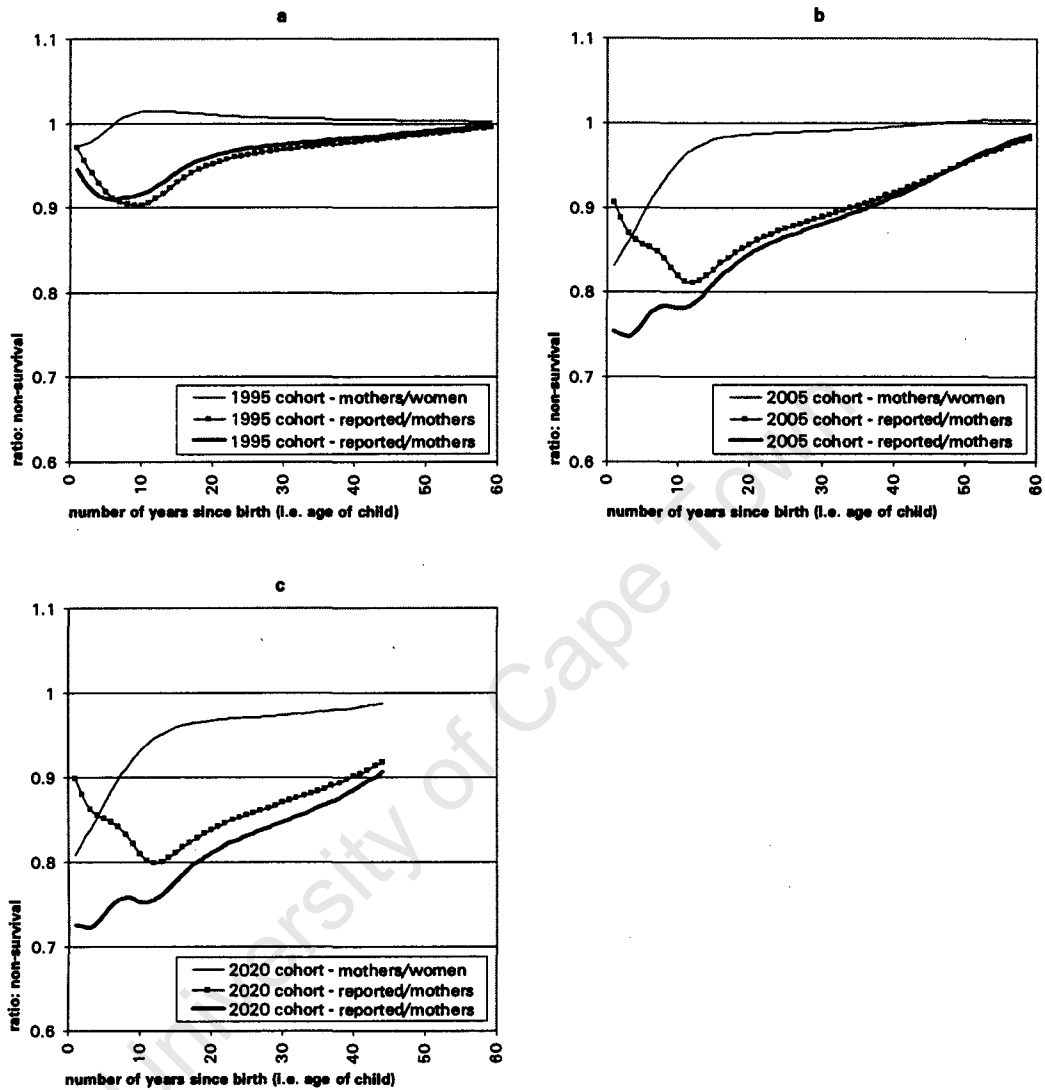 a
1.1
1
0.9
0.8
0.7
0.6
ratio: non-survival
1995 cohort - mothers/women
1995 cohort - reported/mothers
1995 cohort - reported/mothers
0 10 20 30 40 50 60
number of years since birth (i.e. age of child)
b
1.1
1
0.9
0.8
0.7
0.6
ratio: non-survival
2005 cohort - mothers/women
2005 cohort - reported/mothers
2005 cohort - reported/mothers
0 10 20 30 40 50 60
number of years since birth (i.e. age of child)
c
1.1
1
0.9
0.8
0.7
0.6
ratio: non-survival
2020 cohort - mothers/women
2020 cohort - reported/mothers
2020 cohort - reported/mothers
0 10 20 30 40 50 60
number of years since birth (i.e. age of child)
University of Cape Town